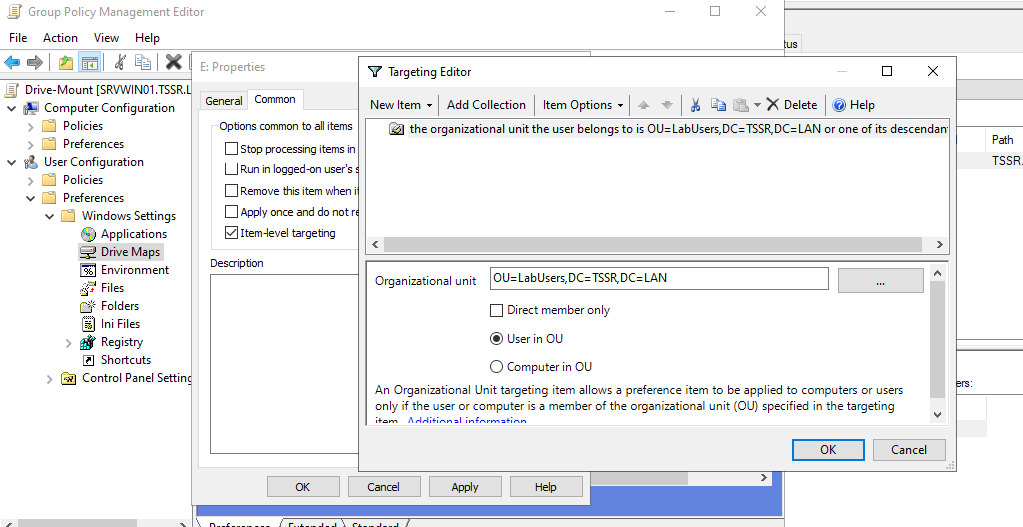 Group Policy Management Editor
File Action View Help
Drive-Mount [SRVWIN01.TSSR.L
Computer Configuration
Policies
Preferences
User Configuration
Policies
Preferences
Windows Settings
Applications
Drive Maps
Environment
Files
Folders
Ini Files
Registry
Shortcuts
Control Panel Setting
Preferences Extended Standard
E: Properties
General Common
Options common to all items
Stop processing items in
Run in logged-on user's s
Remove this item when it
Apply once and do not re
Item-level targeting
Description
OK Cancel Apply Help
Targeting Editor
New Item Add Collection Item Options Delete Help
the organizational unit the user belongs to is OU=LabUsers,DC=TSSR,DC=LAN or one of its descendan
Organizational unit OU=LabUsers,DC=TSSR,DC=LAN ...
Direct member only
User in OU
Computer in OU
An Organizational Unit targeting item allows a preference item to be applied to computers or users
only if the user or computer is a member of the organizational unit (OU) specified in the targeting
item. Additional information
OK Cancel
tus
Path
TSSR.
ers: